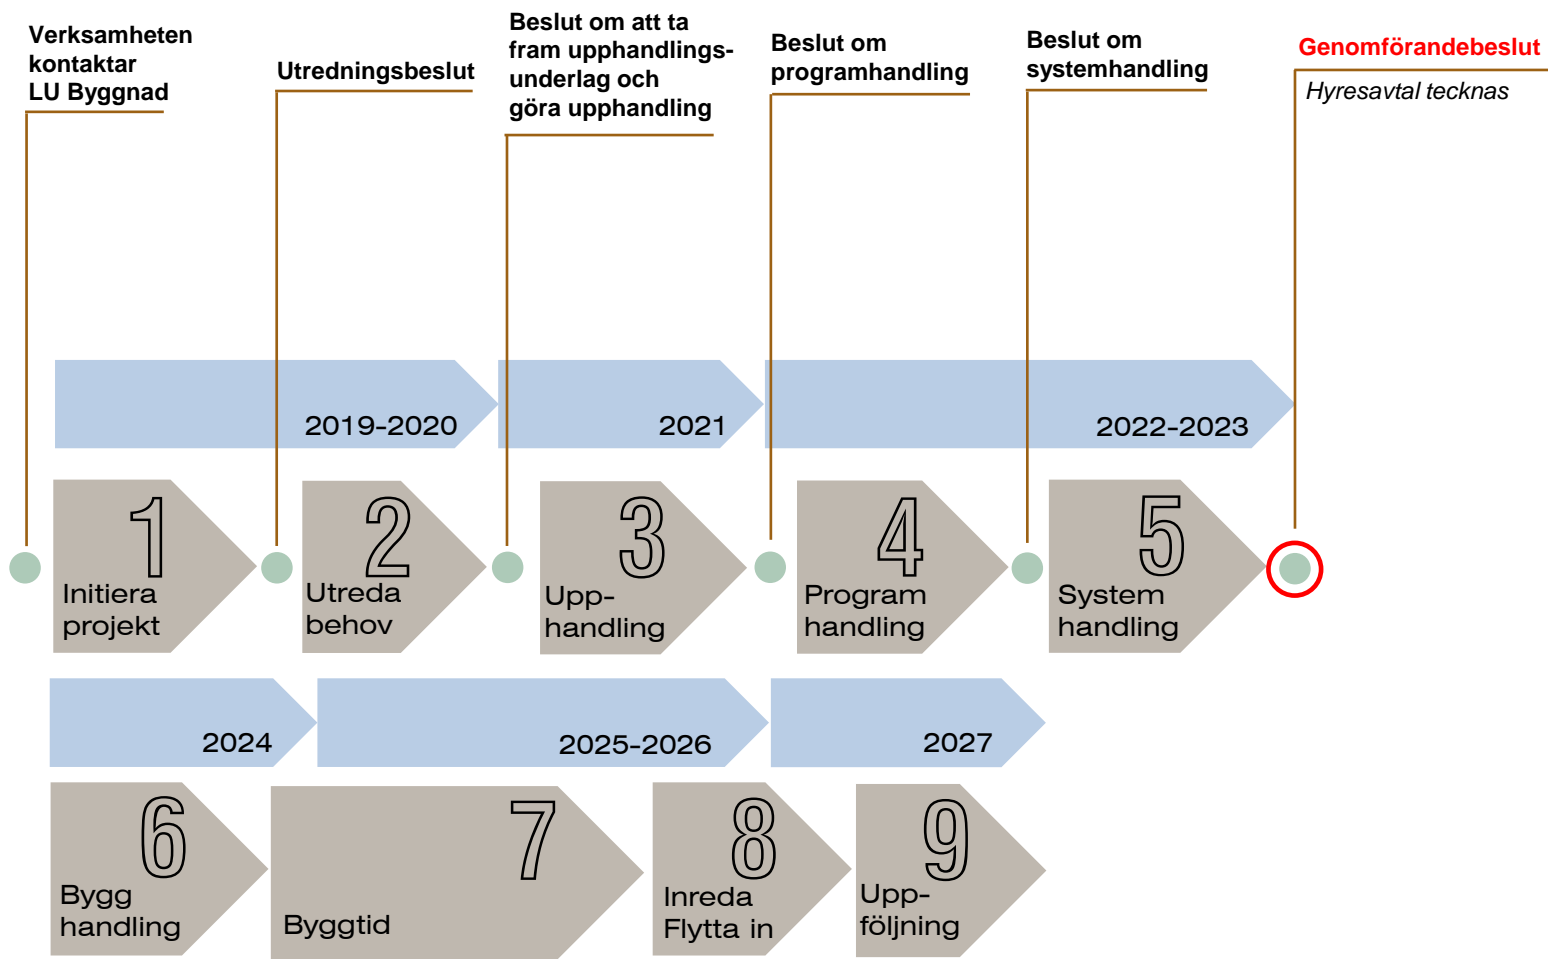 Verksamheten
kontaktar
LU Byggnad
Utredningsbeslut
Beslut om att ta
fram upphandlings-
underlag och
göra upphandling
Beslut om
programhandling
Beslut om
systemhandling
Genomförandebeslut
Hyresavtal tecknas
2019-2020
2021
2022-2023
1
Initiera
projekt
2
Utreda
behov
3
Upp-
handling
4
Program
handling
5
System
handling
2024
2025-2026
2027
6
Bygg
handling
7
Byggtid
8
Inreda
Flytta in
9
Upp-
följning